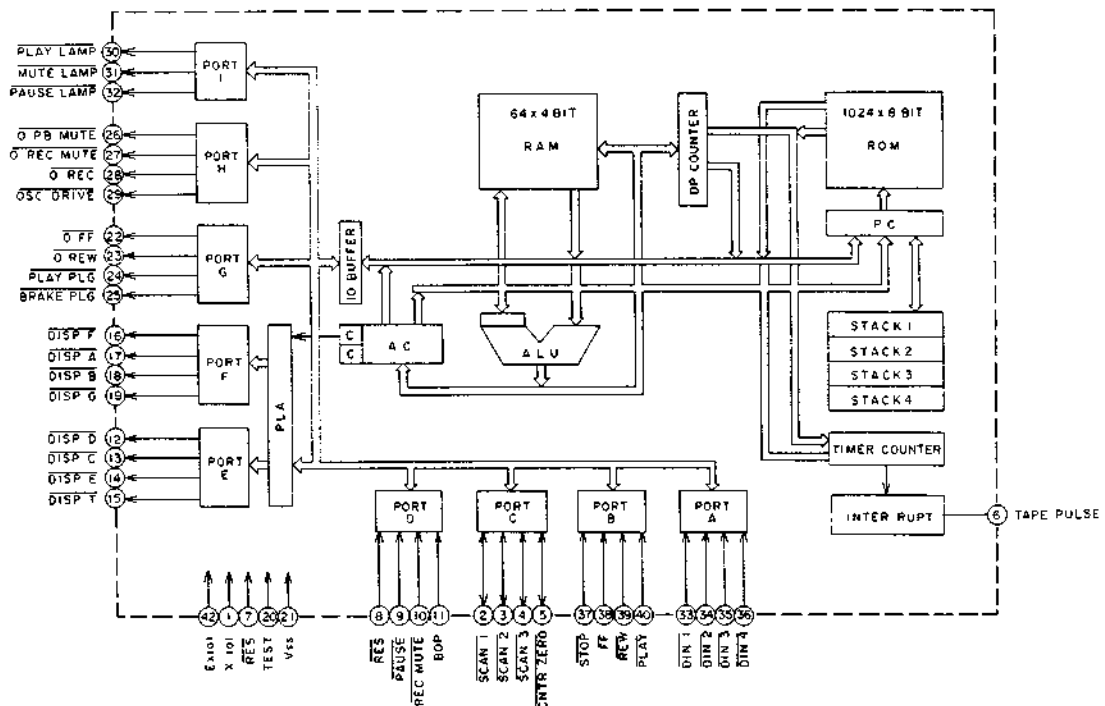 PLAY LAMP 30
MUTE LAMP 31
PAUSE LAMP 32
PORT
I
O PB MUTE 26
O REC MUTE 27
O REC 28
OSC DRIVE 29
PORT
H
O FF 22
O REW 23
PLAY PLG 24
BRAKE PLG 25
PORT
G
DISP F 16
DISP A 17
DISP B 18
DISP G 19
PORT
F
DISP D 12
DISP C 13
DISP E 14
DISP T 15
PORT
E
PLA
IO BUFFER
64 x 4 BIT
RAM
DP COUNTER
1024 x 8 BIT
ROM
PC
C
C
AC
ALU
STACK 1
STACK 2
STACK 3
STACK 4
TIMER COUNTER
INTERRUPT
6 TAPE PULSE
PORT
D
PORT
C
PORT
B
PORT
A
42 1 7 20 21
8 9 10 11
2 3 4 5
37 38 39 40
33 34 35 36
RES
TEST
VSS
RES
PAUSE
REC MUTE
BOP
SCAN 1
SCAN 2
SCAN 3
CNTR ZERO
STOP
FF
REW
PLAY
DIN 1
DIN 2
DIN 3
DIN 4